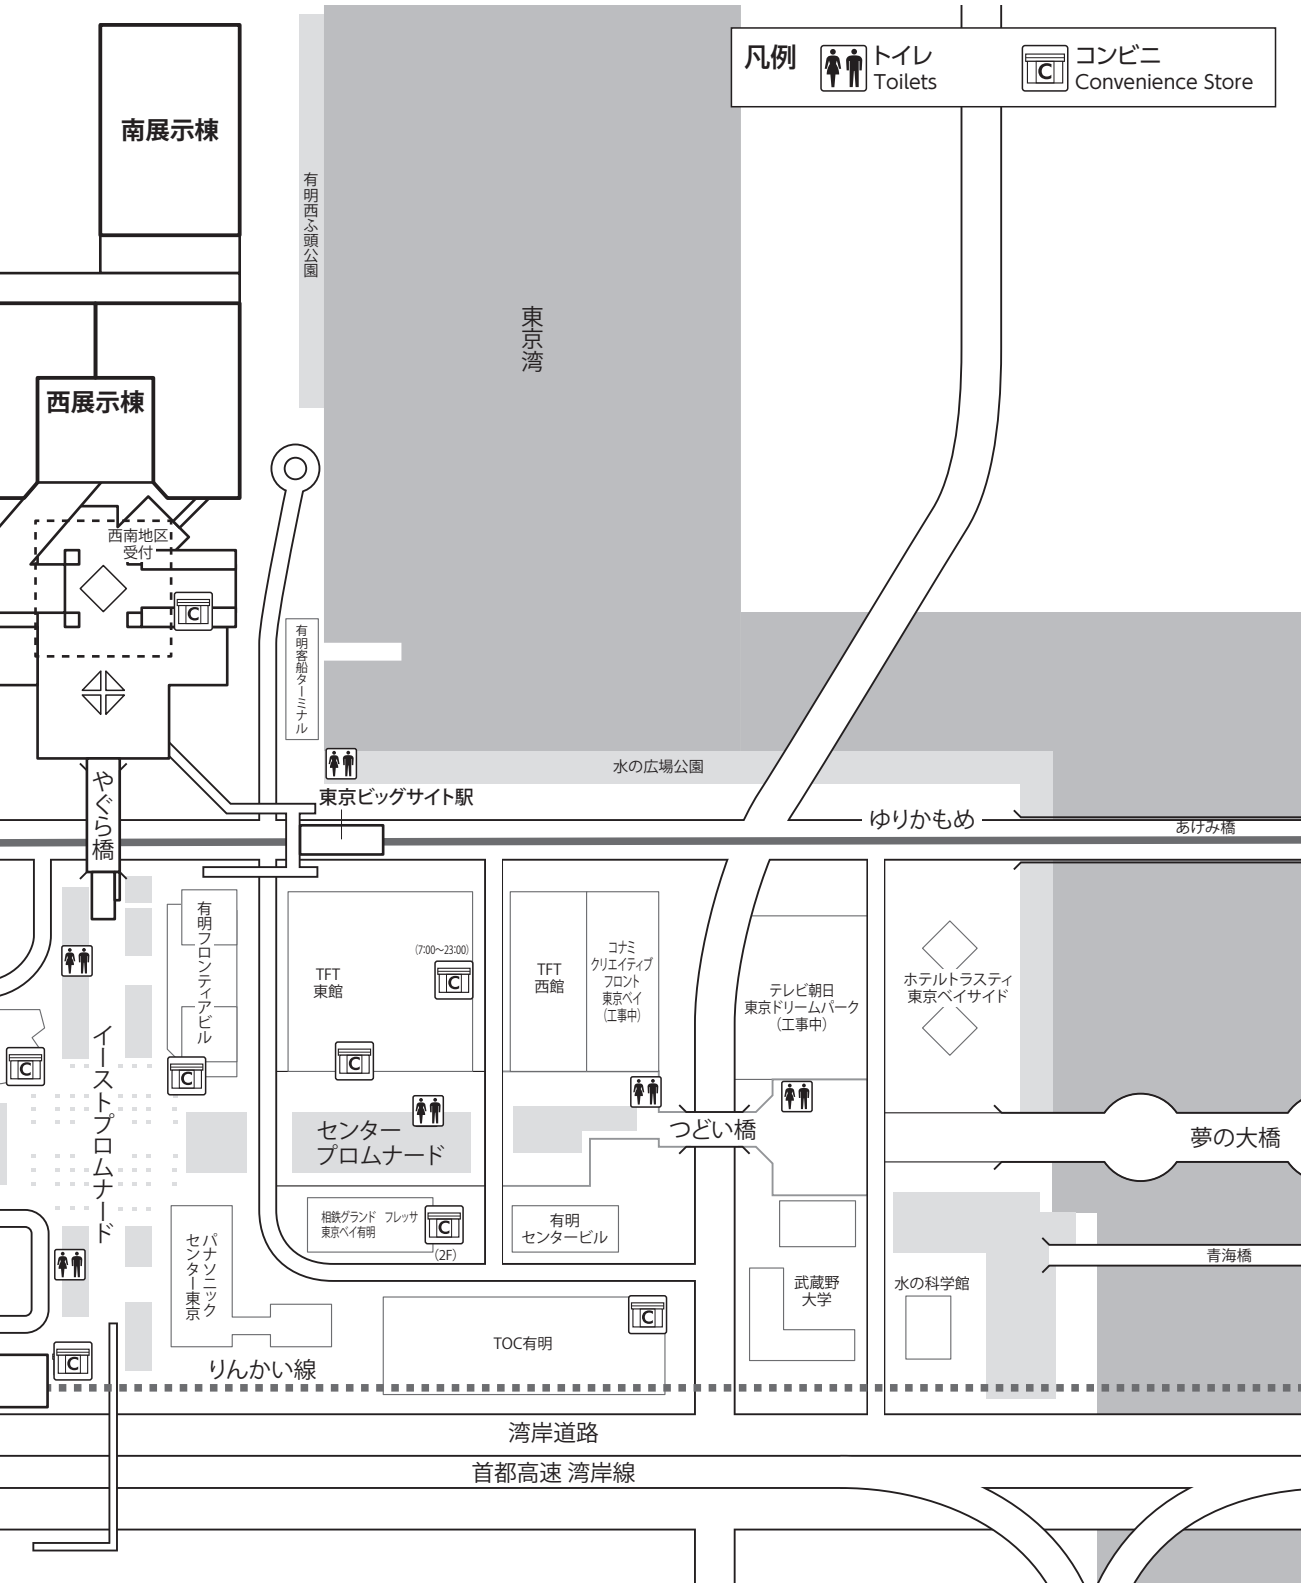 凡例
トイレ
Toilets
コンビニ
Convenience Store
南展示棟
有明西ふ頭公園
東京湾
西展示棟
西南地区
受付
C
有明客船ターミナル
水の広場公園
東京ビッグサイト駅
やぐら橋
ゆりかもめ
あけみ橋
有明フロンティアビル
(7:00～23:00)
C
TFT
東館
TFT
西館
コナミ
クリエイティブ
フロント
東京ベイ
(工事中)
テレビ朝日
東京ドリームパーク
(工事中)
ホテルトラスティ
東京ベイサイド
C
C
C
イーストプロムナード
センター
プロムナード
つどい橋
夢の大橋
相鉄グランド フレッサ
東京ベイ有明
C
(2F)
有明
センタービル
パナソニック
センター東京
青海橋
武蔵野
大学
水の科学館
C
TOC有明
C
りんかい線
湾岸道路
首都高速 湾岸線